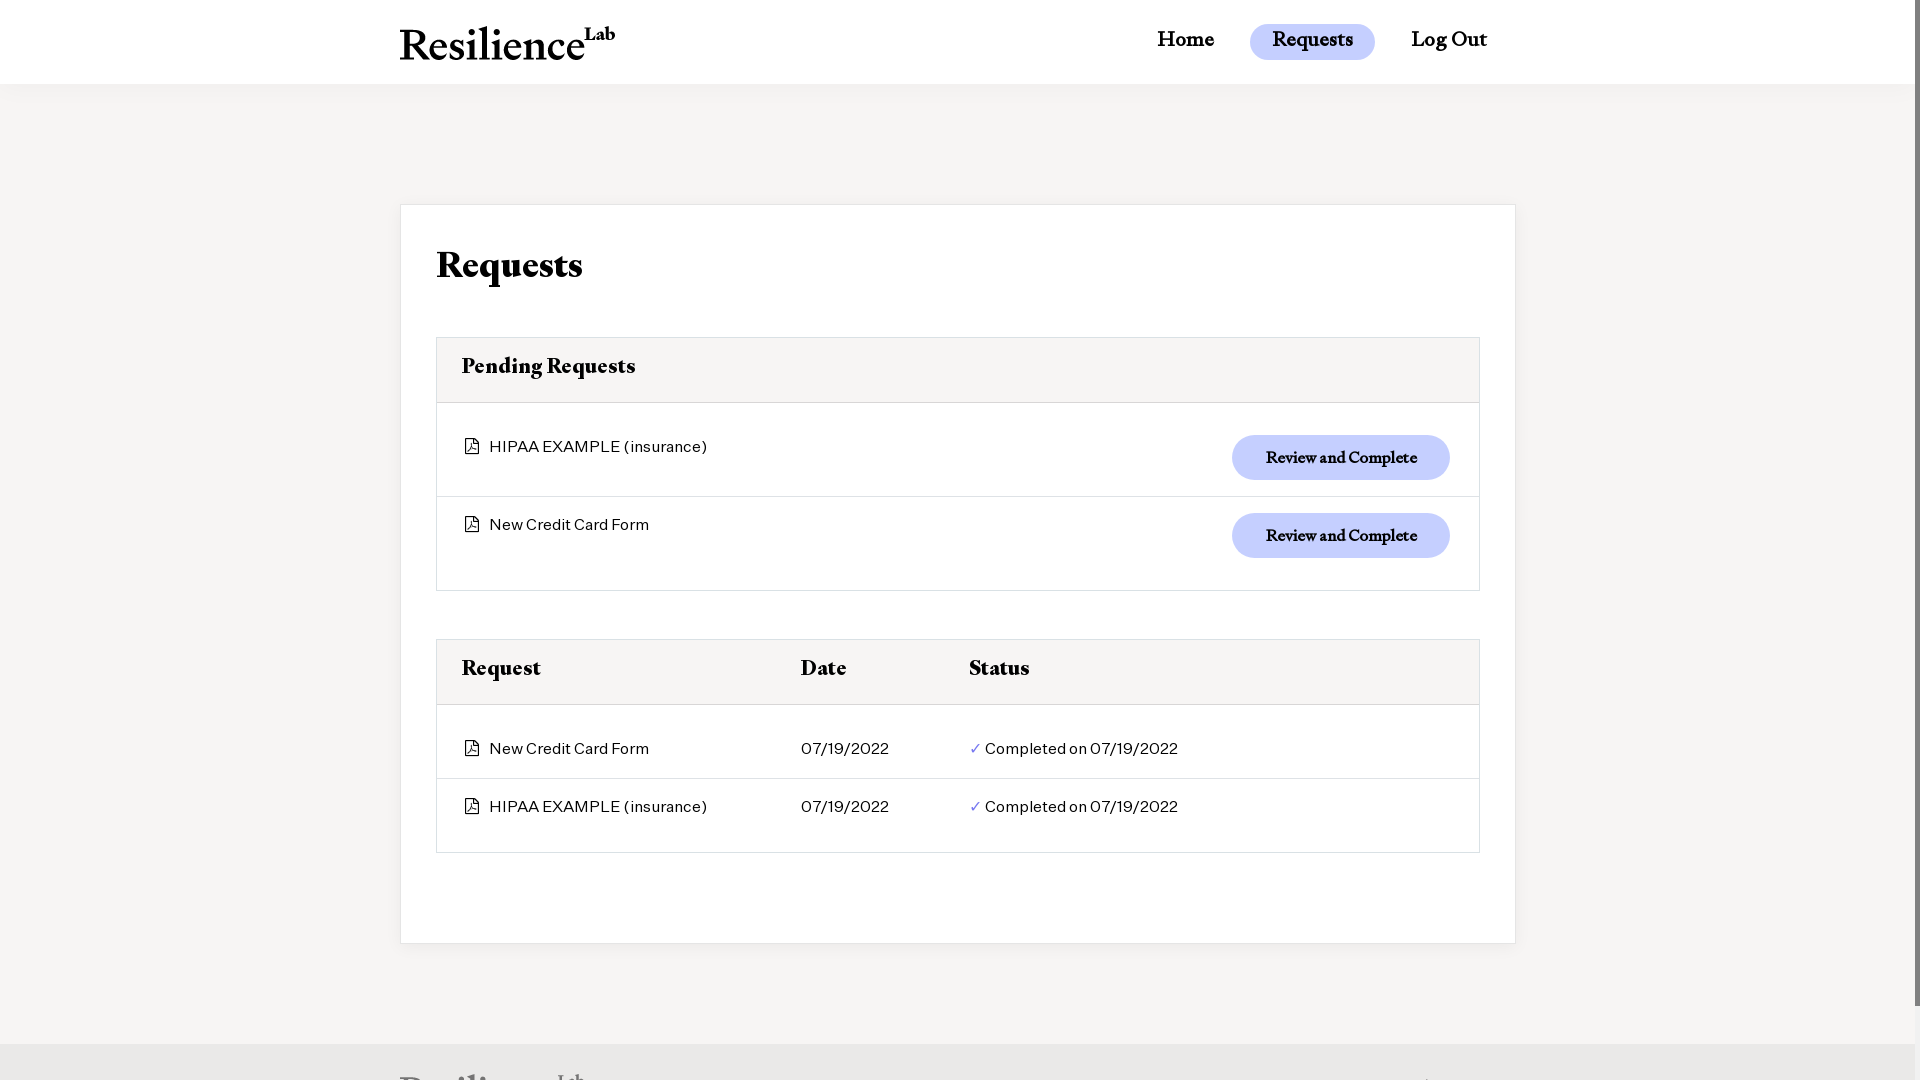 Resilience Lab
Home Requests Log Out
Requests
Pending Requests
HIPAA EXAMPLE (insurance) Review and Complete
New Credit Card Form Review and Complete
Request Date Status
New Credit Card Form 07/19/2022 ✓ Completed on 07/19/2022
HIPAA EXAMPLE (insurance) 07/19/2022 ✓ Completed on 07/19/2022